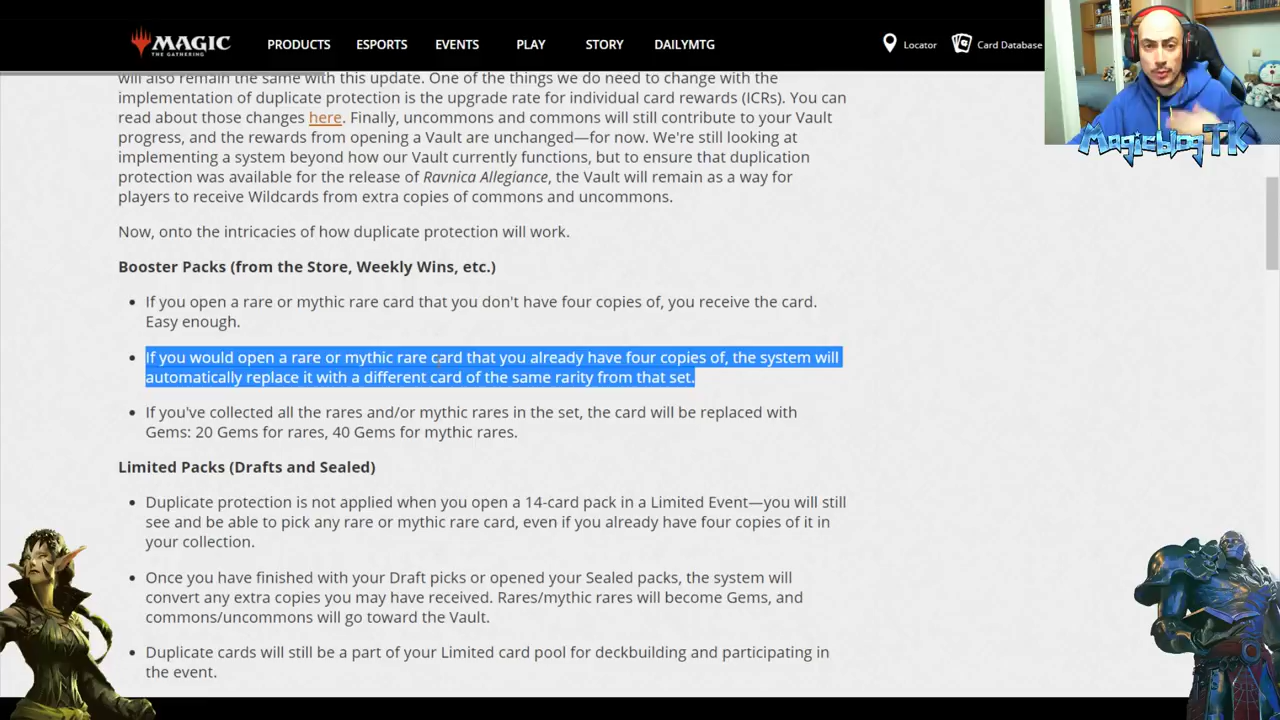 MAGIC
THE GATHERING
PRODUCTS
ESPORTS
EVENTS
PLAY
STORY
DAILYMTG
Locator
Card Database
MagicblogTK
will also remain the same with this update. One of the things we do need to change with the
implementation of duplicate protection is the upgrade rate for individual card rewards (ICRs). You can
read about those changes here. Finally, uncommons and commons will still contribute to your Vault
progress, and the rewards from opening a Vault are unchanged—for now. We're still looking at
implementing a system beyond how our Vault currently functions, but to ensure that duplication
protection was available for the release of Ravnica Allegiance, the Vault will remain as a way for
players to receive Wildcards from extra copies of commons and uncommons.
Now, onto the intricacies of how duplicate protection will work.
Booster Packs (from the Store, Weekly Wins, etc.)
• If you open a rare or mythic rare card that you don't have four copies of, you receive the card.
Easy enough.
• If you would open a rare or mythic rare card that you already have four copies of, the system will
automatically replace it with a different card of the same rarity from that set.
• If you've collected all the rares and/or mythic rares in the set, the card will be replaced with
Gems: 20 Gems for rares, 40 Gems for mythic rares.
Limited Packs (Drafts and Sealed)
• Duplicate protection is not applied when you open a 14-card pack in a Limited Event—you will still
see and be able to pick any rare or mythic rare card, even if you already have four copies of it in
your collection.
• Once you have finished with your Draft picks or opened your Sealed packs, the system will
convert any extra copies you may have received. Rares/mythic rares will become Gems, and
commons/uncommons will go toward the Vault.
• Duplicate cards will still be a part of your Limited card pool for deckbuilding and participating in
the event.